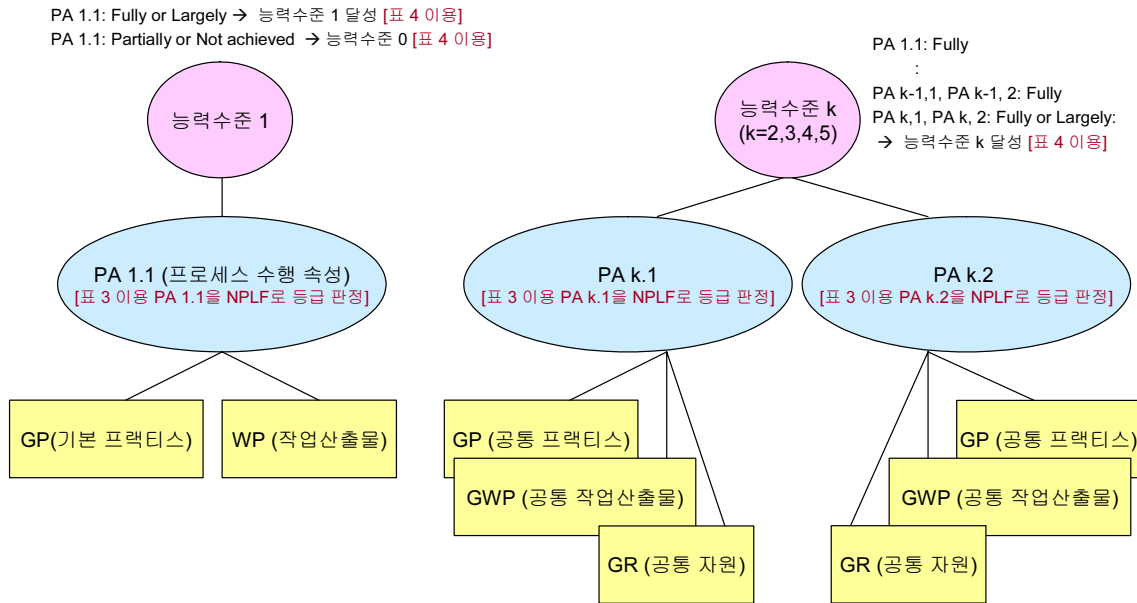 PA 1.1: Fully or Largely → 능력수준 1 달성 [표 4 이용]
PA 1.1: Partially or Not achieved → 능력수준 0 [표 4 이용]
PA 1.1: Fully
:
PA k-1,1, PA k-1, 2: Fully
PA k,1, PA k, 2: Fully or Largely:
→ 능력수준 k 달성 [표 4 이용]
능력수준 1
능력수준 k
(k=2,3,4,5)
PA 1.1 (프로세스 수행 속성)
[표 3 이용 PA 1.1을 NPLF로 등급 판정]
PA k.1
[표 3 이용 PA k.1을 NPLF로 등급 판정]
PA k.2
[표 3 이용 PA k.2을 NPLF로 등급 판정]
GP(기본 프랙티스)
WP (작업산출물)
GP (공통 프랙티스)
GWP (공통 작업산출물)
GR (공통 자원)
GP (공통 프랙티스)
GWP (공통 작업산출물)
GR (공통 자원)